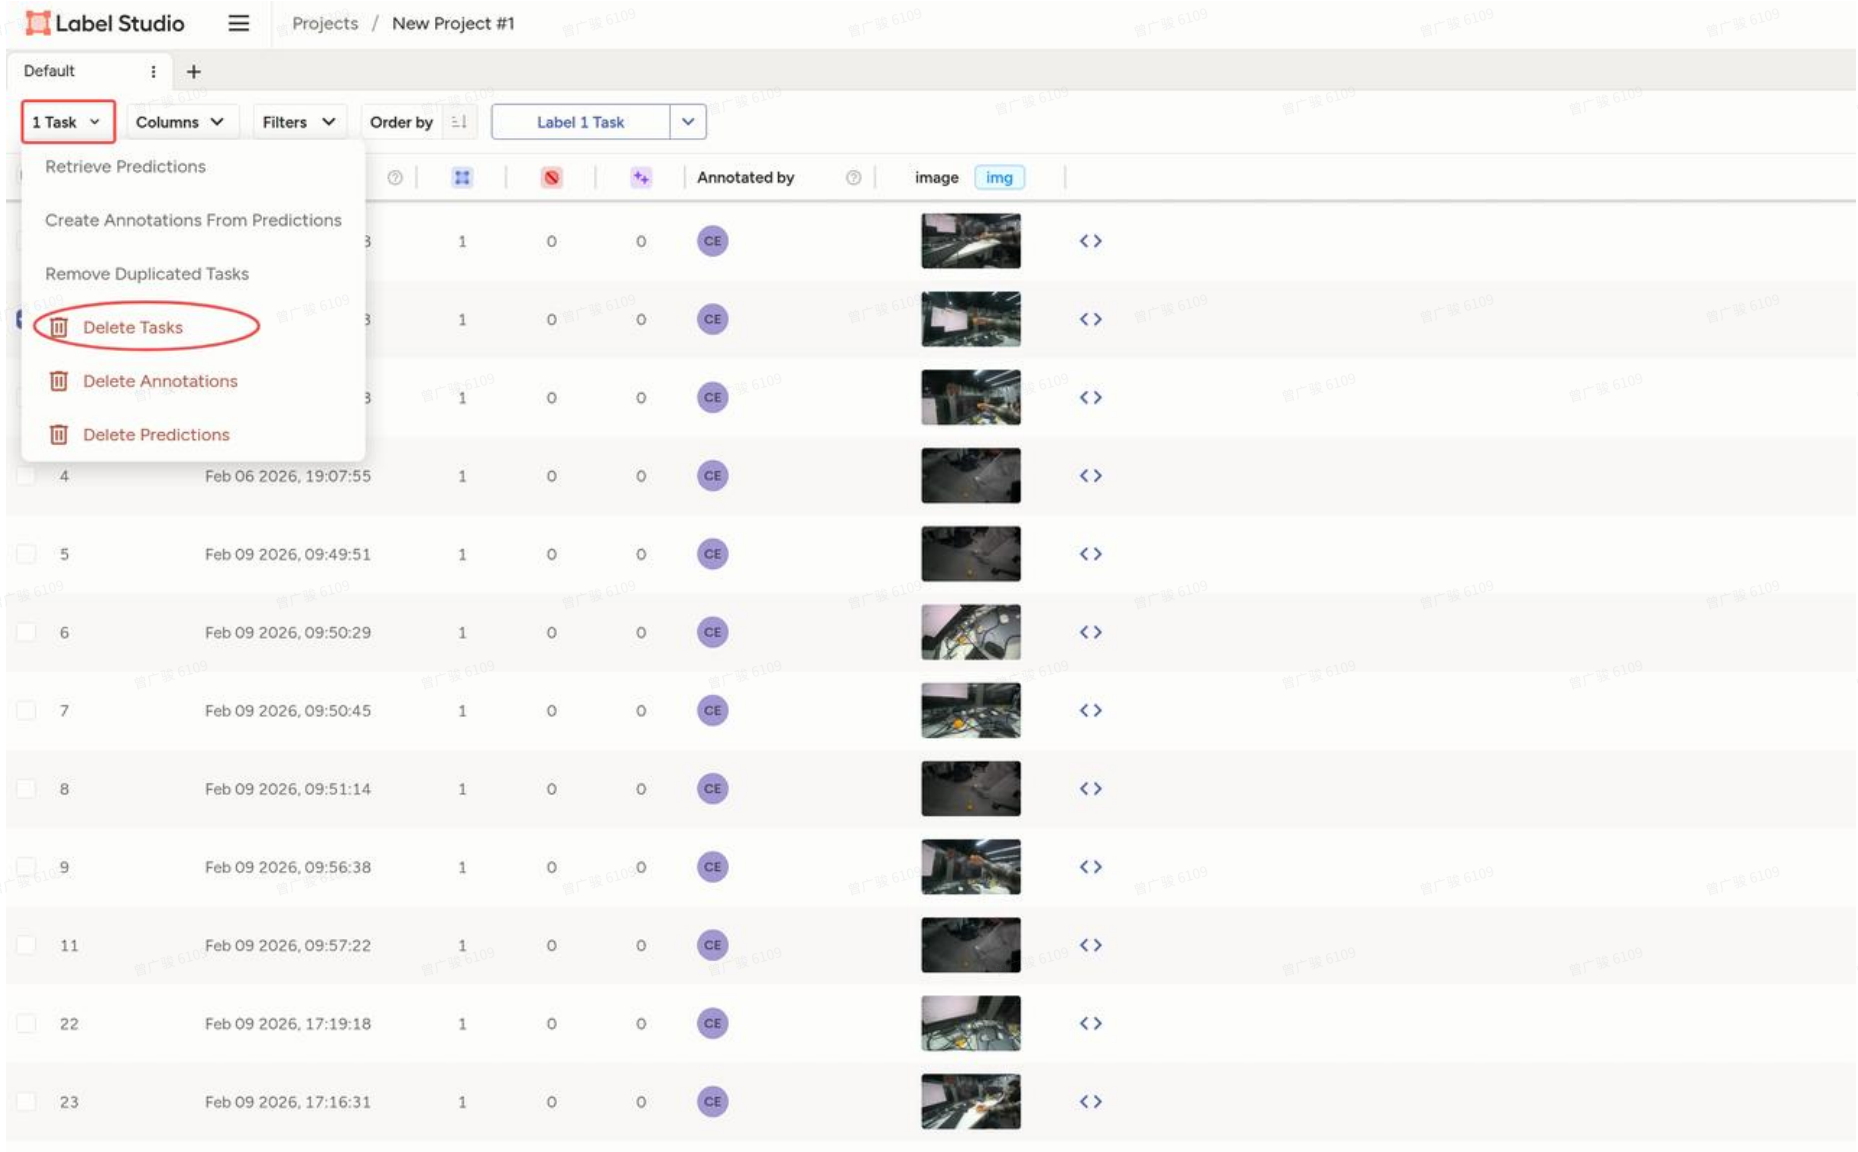 Label Studio
Projects / New Project #1
Default
1 Task
Columns
Filters
Order by
Label 1 Task
Retrieve Predictions
Create Annotations From Predictions
Remove Duplicated Tasks
Delete Tasks
Delete Annotations
Delete Predictions
Annotated by
image img
3 1 0 0 CE
3 1 0 0 CE
3 1 0 0 CE
4 Feb 06 2026, 19:07:55 1 0 0 CE
5 Feb 09 2026, 09:49:51 1 0 0 CE
6 Feb 09 2026, 09:50:29 1 0 0 CE
7 Feb 09 2026, 09:50:45 1 0 0 CE
8 Feb 09 2026, 09:51:14 1 0 0 CE
9 Feb 09 2026, 09:56:38 1 0 0 CE
11 Feb 09 2026, 09:57:22 1 0 0 CE
22 Feb 09 2026, 17:19:18 1 0 0 CE
23 Feb 09 2026, 17:16:31 1 0 0 CE